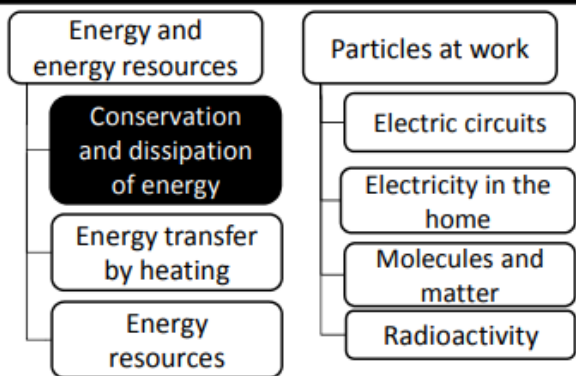 Energy and
energy resources
Conservation
and dissipation
of energy
Energy transfer
by heating
Energy
resources
Particles at work
Electric circuits
Electricity in the
home
Molecules and
matter
Radioactivity